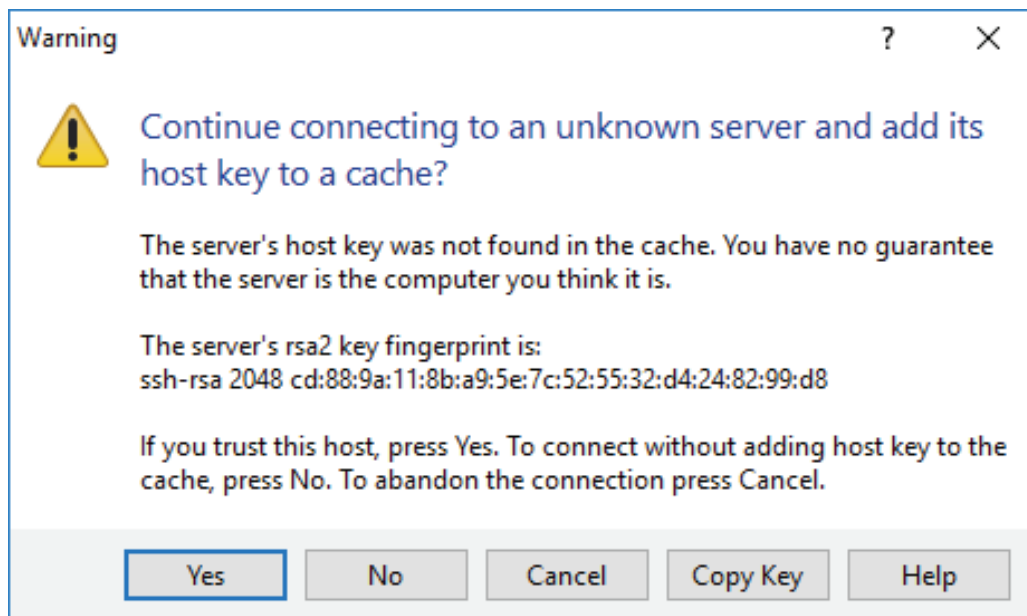 Warning
?
Continue connecting to an unknown server and add its
host key to a cache?
The server's host key was not found in the cache. You have no guarantee
that the server is the computer you think it is.
The server's rsa2 key fingerprint is:
ssh-rsa 2048 cd:88:9a:11:8b:a9:5e:7c:52:55:32:d4:24:82:99:d8
If you trust this host, press Yes. To connect without adding host key to the
cache, press No. To abandon the connection press Cancel.
Yes No Cancel Copy Key Help